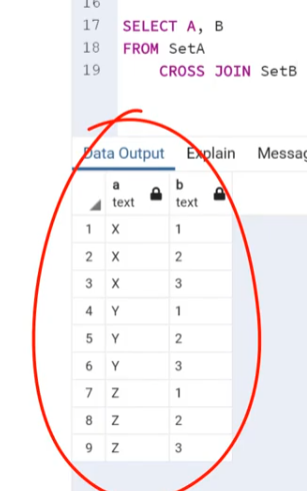 16
17 SELECT A, B
18 FROM SetA
19 CROSS JOIN SetB
Data Output Explain Messag
a text b text
1 X 1
2 X 2
3 X 3
4 Y 1
5 Y 2
6 Y 3
7 Z 1
8 Z 2
9 Z 3